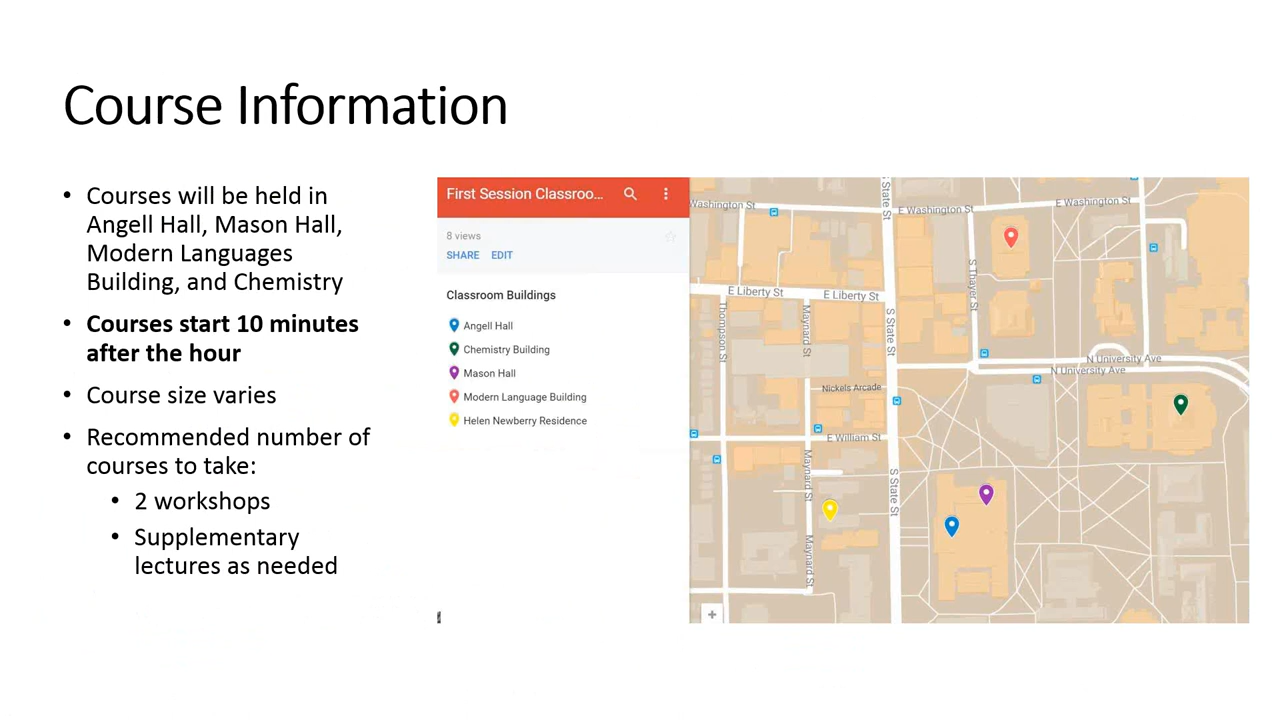 Course Information
• Courses will be held in
Angell Hall, Mason Hall,
Modern Languages
Building, and Chemistry
• Courses start 10 minutes
after the hour
• Course size varies
• Recommended number of
courses to take:
• 2 workshops
• Supplementary
lectures as needed
First Session Classroo...
8 views
SHARE EDIT
Classroom Buildings
Angell Hall
Chemistry Building
Mason Hall
Modern Language Building
Helen Newberry Residence
Washington St
E Washington St
E Washington St
S State St
S Thayer St
E Liberty St
E Liberty St
Thompson St
Maynard St
S State St
N University Ave
N University Ave
Nickels Arcade
E William St
Maynard St
S State St
Maynard St
+